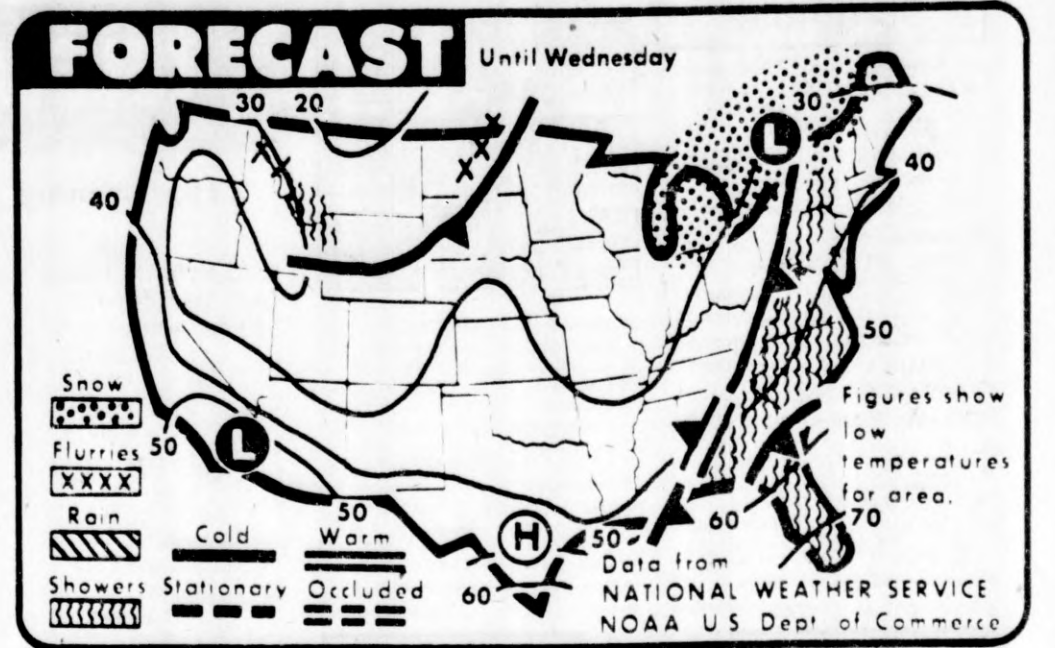 FORECAST Until Wednesday
30 20 30
40 40
L
50
Snow
Flurries
Rain
Showers
50 L
50
Cold Warm
Stationary Occluded
H
60
50
60
70
Figures show
low
temperatures
for area.
Data from
NATIONAL WEATHER SERVICE
NOAA U S Dept. of Commerce